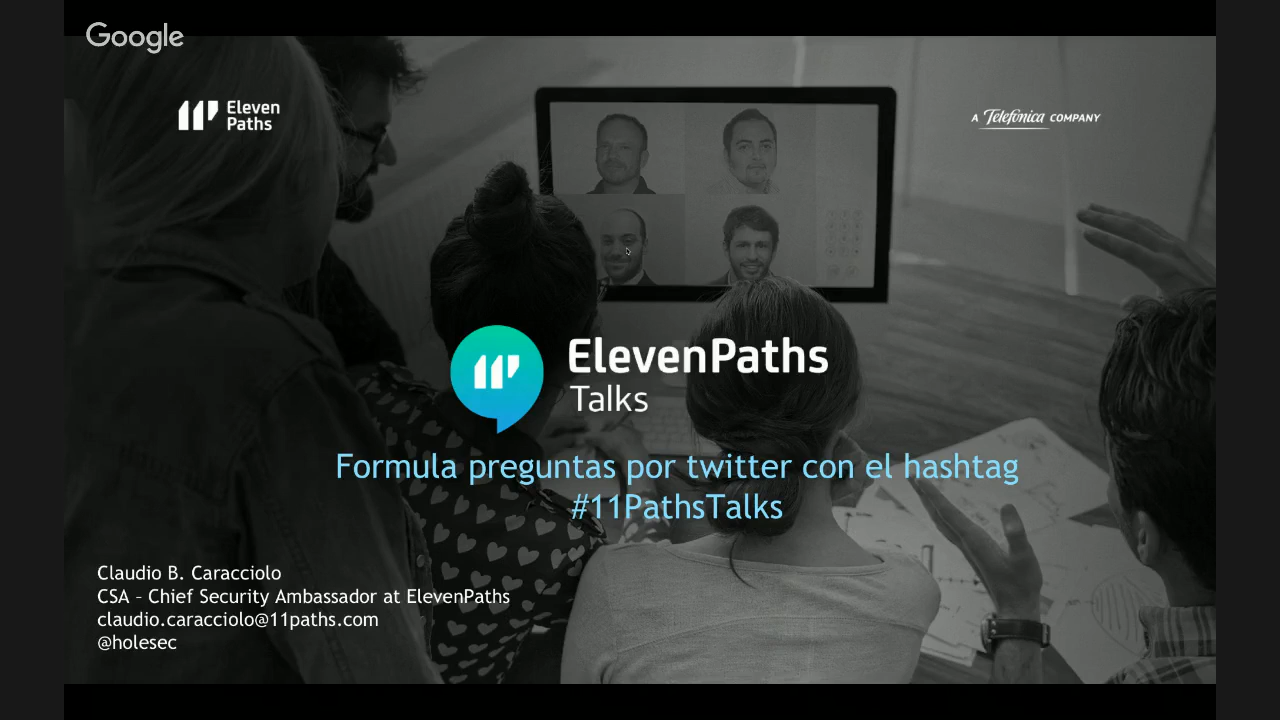 Google
Eleven
Paths
A Telefónica COMPANY
ElevenPaths
Talks
Formula preguntas por twitter con el hashtag
#11PathsTalks
Claudio B. Caracciolo
CSA – Chief Security Ambassador at ElevenPaths
claudio.caracciolo@11paths.com
@holesec